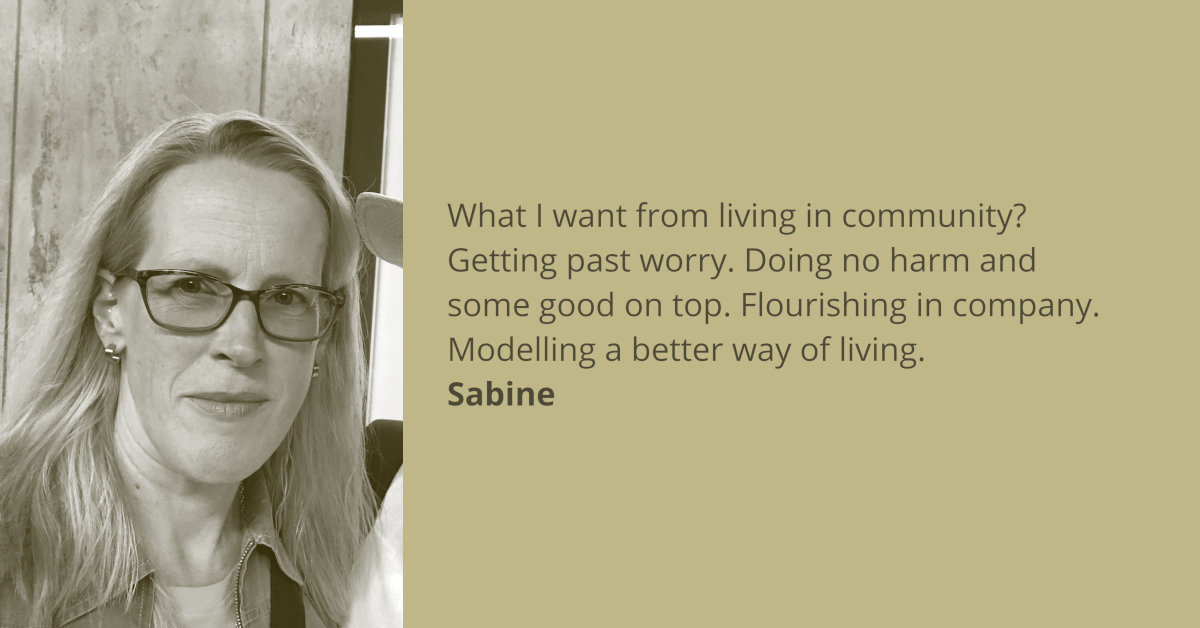 What I want from living in community?
Getting past worry. Doing no harm and
some good on top. Flourishing in company.
Modelling a better way of living.
Sabine